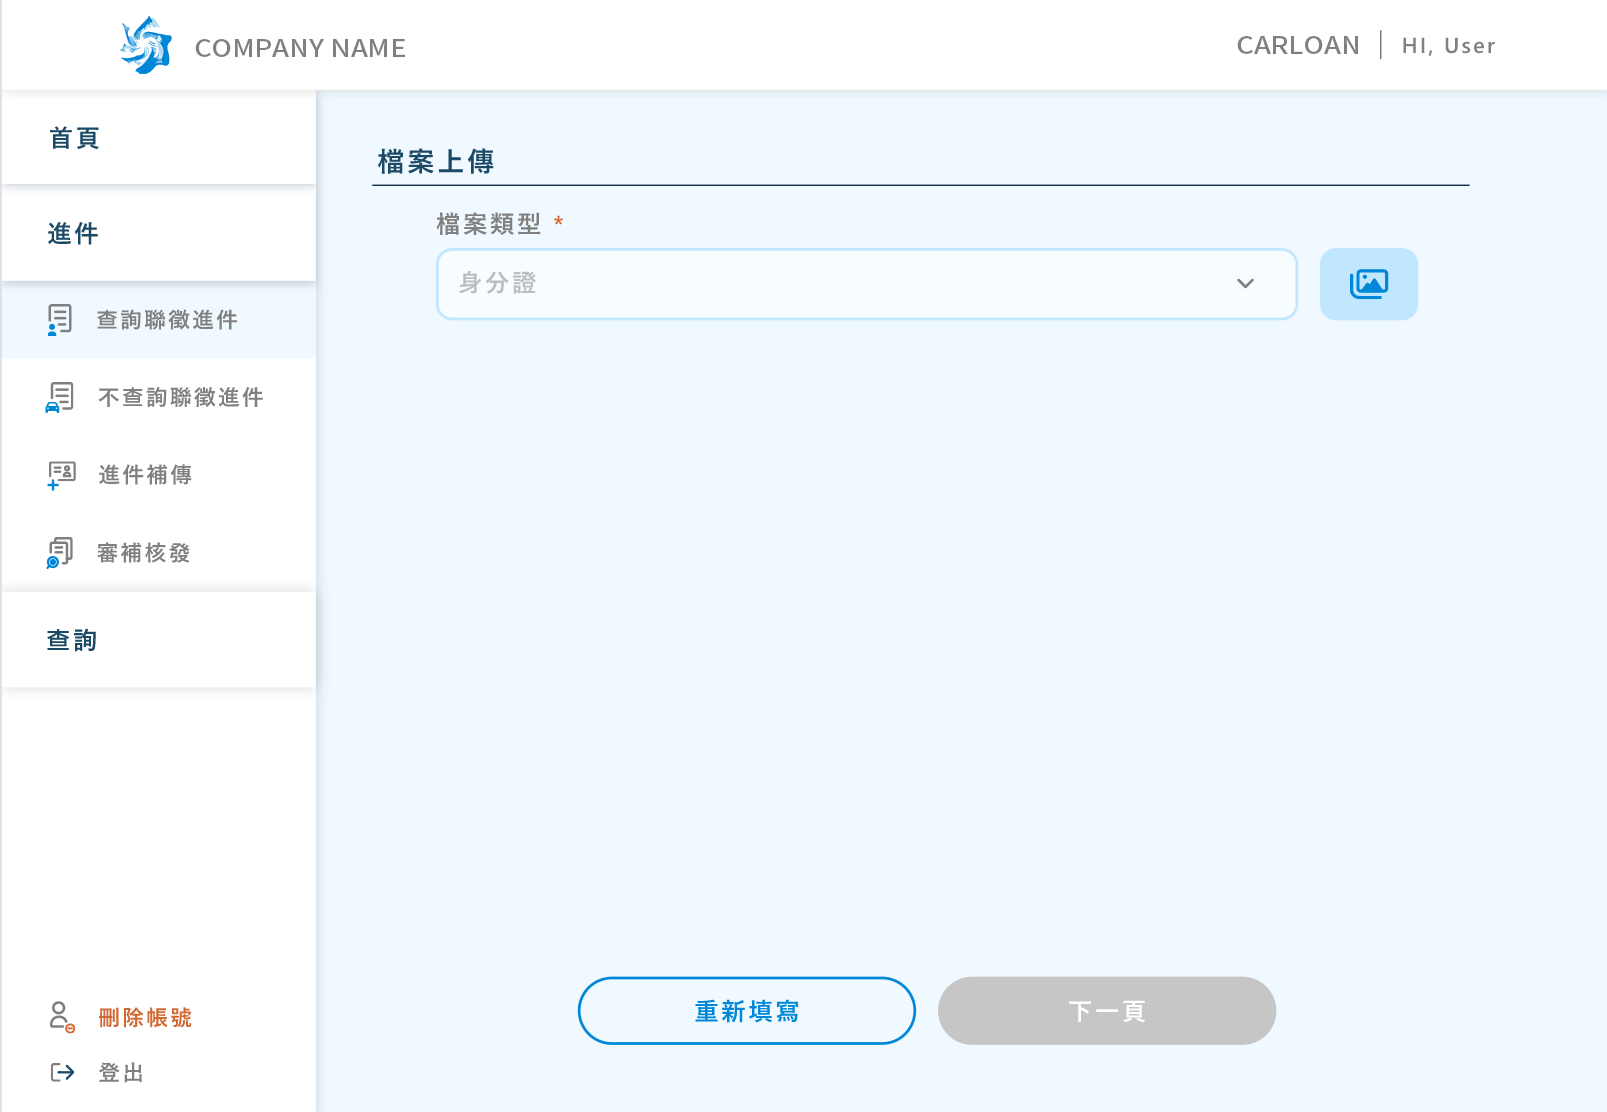 COMPANY NAME
CARLOAN
HI, User
首頁
進件
查詢聯徵進件
不查詢聯徵進件
進件補傳
審補核發
查詢
刪除帳號
登出
檔案上傳
檔案類型 *
身分證
重新填寫
下一頁